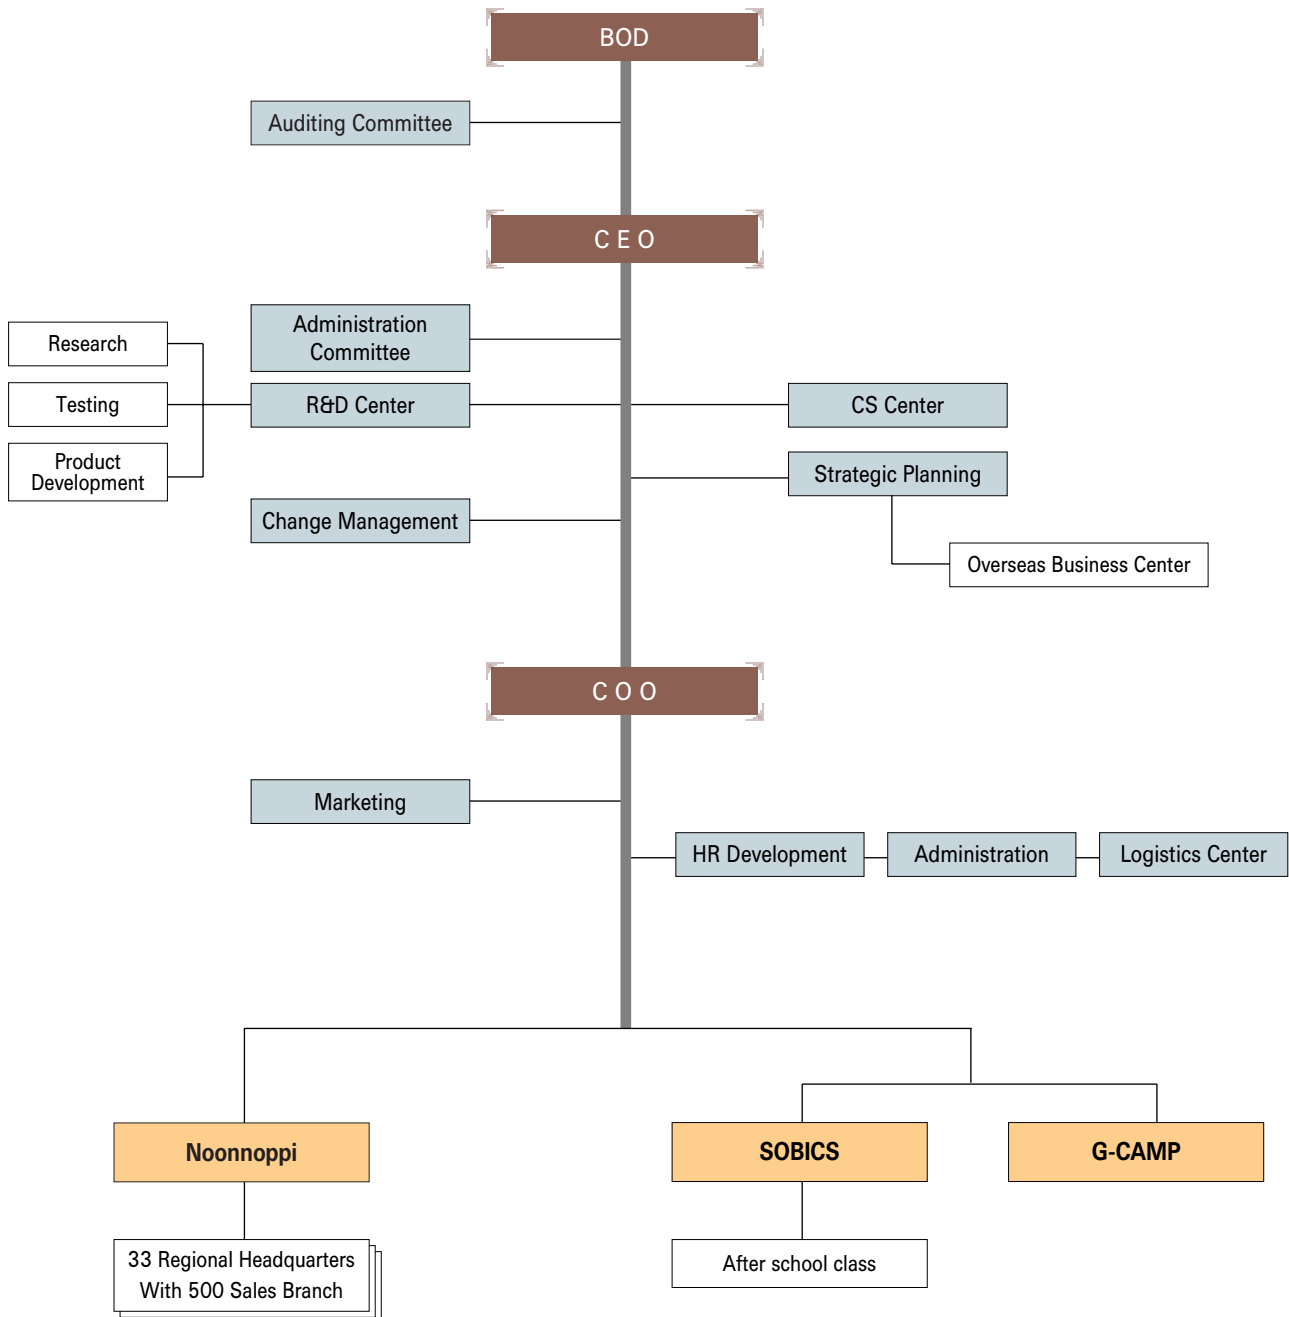 BOD
Auditing Committee
C E O
Administration
Committee
Research
Testing
R&D Center
CS Center
Product
Development
Strategic Planning
Change Management
Overseas Business Center
C O O
Marketing
HR Development
Administration
Logistics Center
Noonnoppi
SOBICS
G-CAMP
33 Regional Headquarters
With 500 Sales Branch
After school class